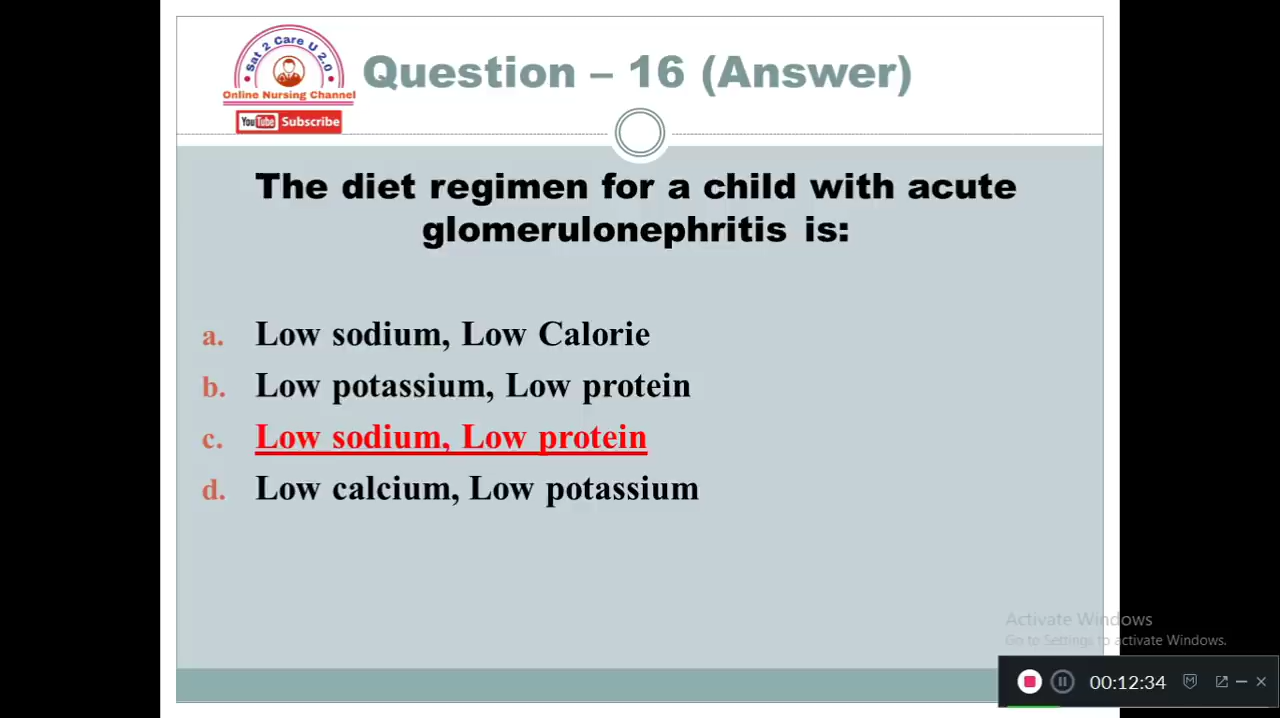 Sat 2 Care U 2.0
Online Nursing Channel
YouTube Subscribe
Question – 16 (Answer)
The diet regimen for a child with acute
glomerulonephritis is:
a. Low sodium, Low Calorie
b. Low potassium, Low protein
c. Low sodium, Low protein
d. Low calcium, Low potassium
Activate Windows
Go to Settings to activate Windows.
00:12:34